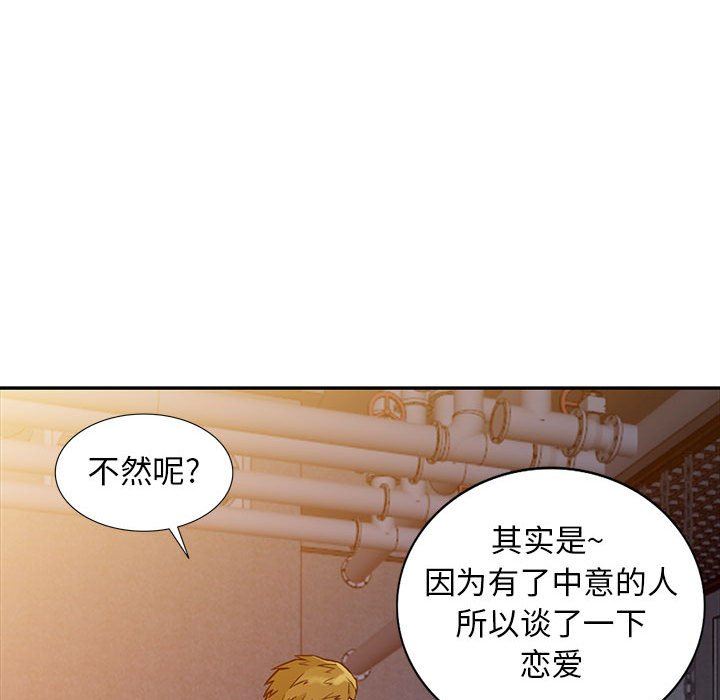 不然呢?
其实是~
因为有了中意的人
所以谈了一下
恋爱